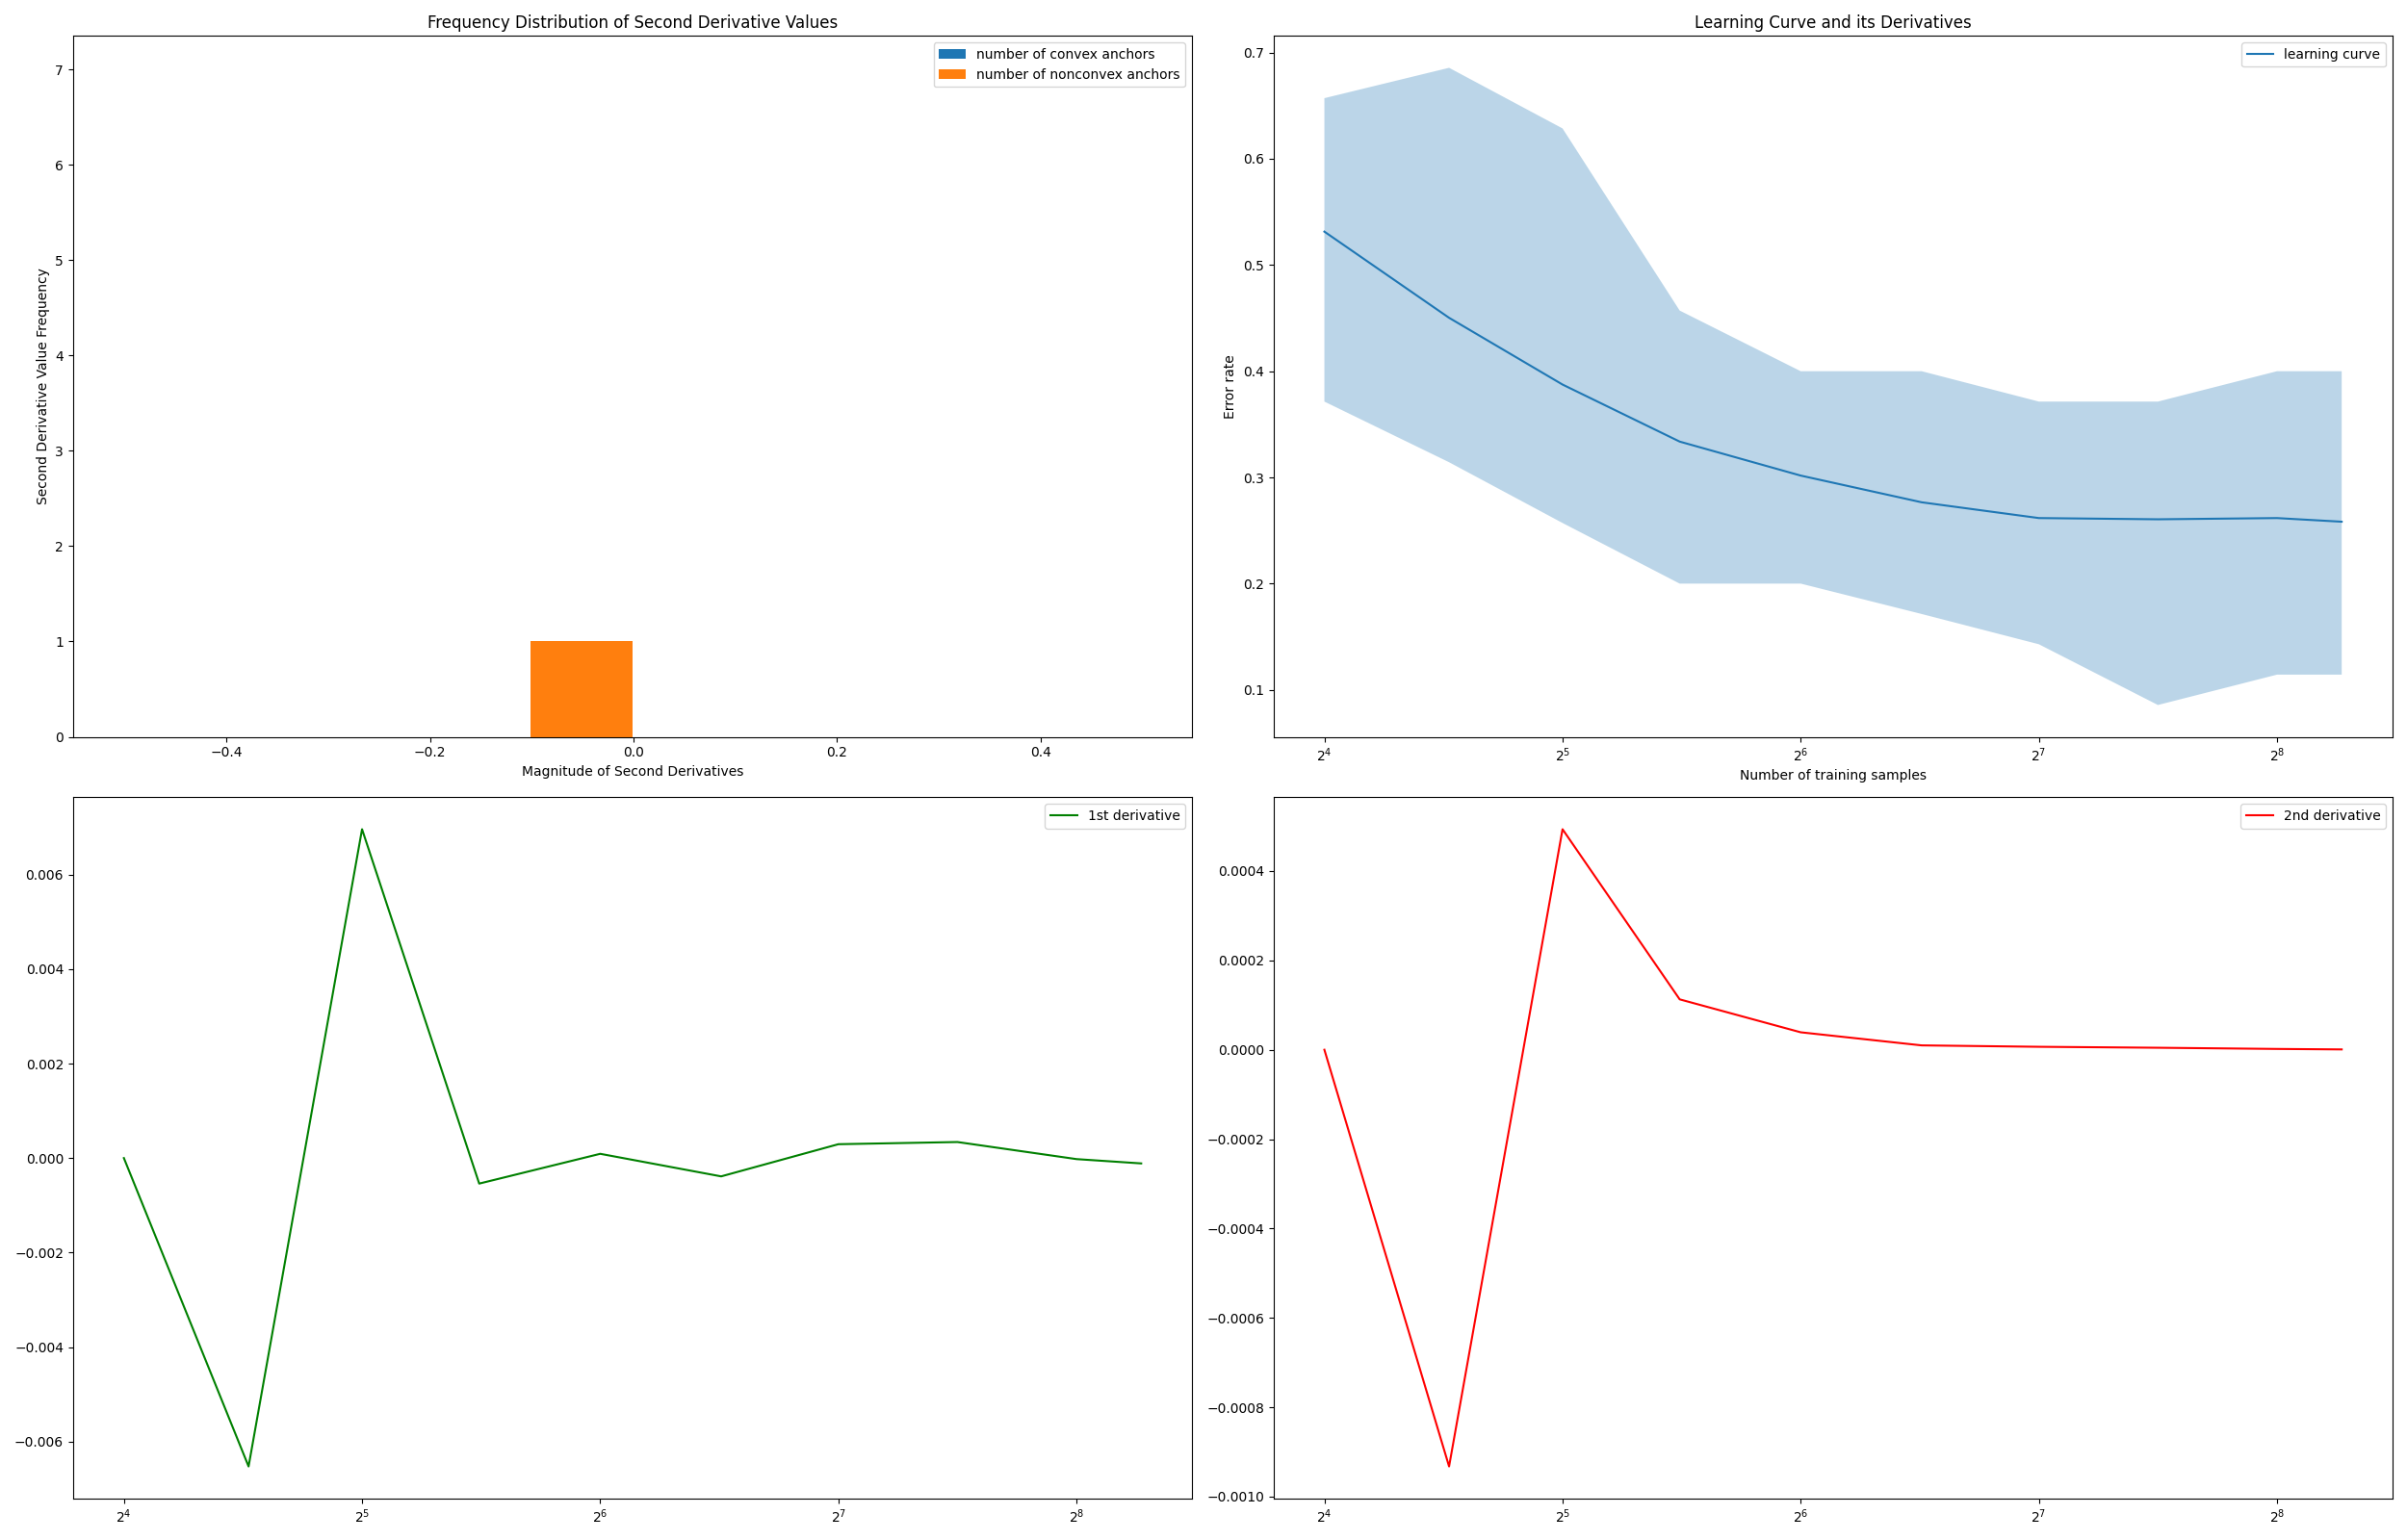 Frequency Distribution of Second Derivative Values
number of convex anchors
number of nonconvex anchors
7
6
5
4
3
2
1
0
Second Derivative Value Frequency
−0.4 −0.2 0.0 0.2 0.4
Magnitude of Second Derivatives
Learning Curve and its Derivatives
learning curve
0.7
0.6
0.5
0.4
0.3
0.2
0.1
Error rate
2⁴ 2⁵ 2⁶ 2⁷ 2⁸
Number of training samples
1st derivative
0.006
0.004
0.002
0.000
−0.002
−0.004
−0.006
2⁴ 2⁵ 2⁶ 2⁷ 2⁸
2nd derivative
0.0004
0.0002
0.0000
−0.0002
−0.0004
−0.0006
−0.0008
−0.0010
2⁴ 2⁵ 2⁶ 2⁷ 2⁸